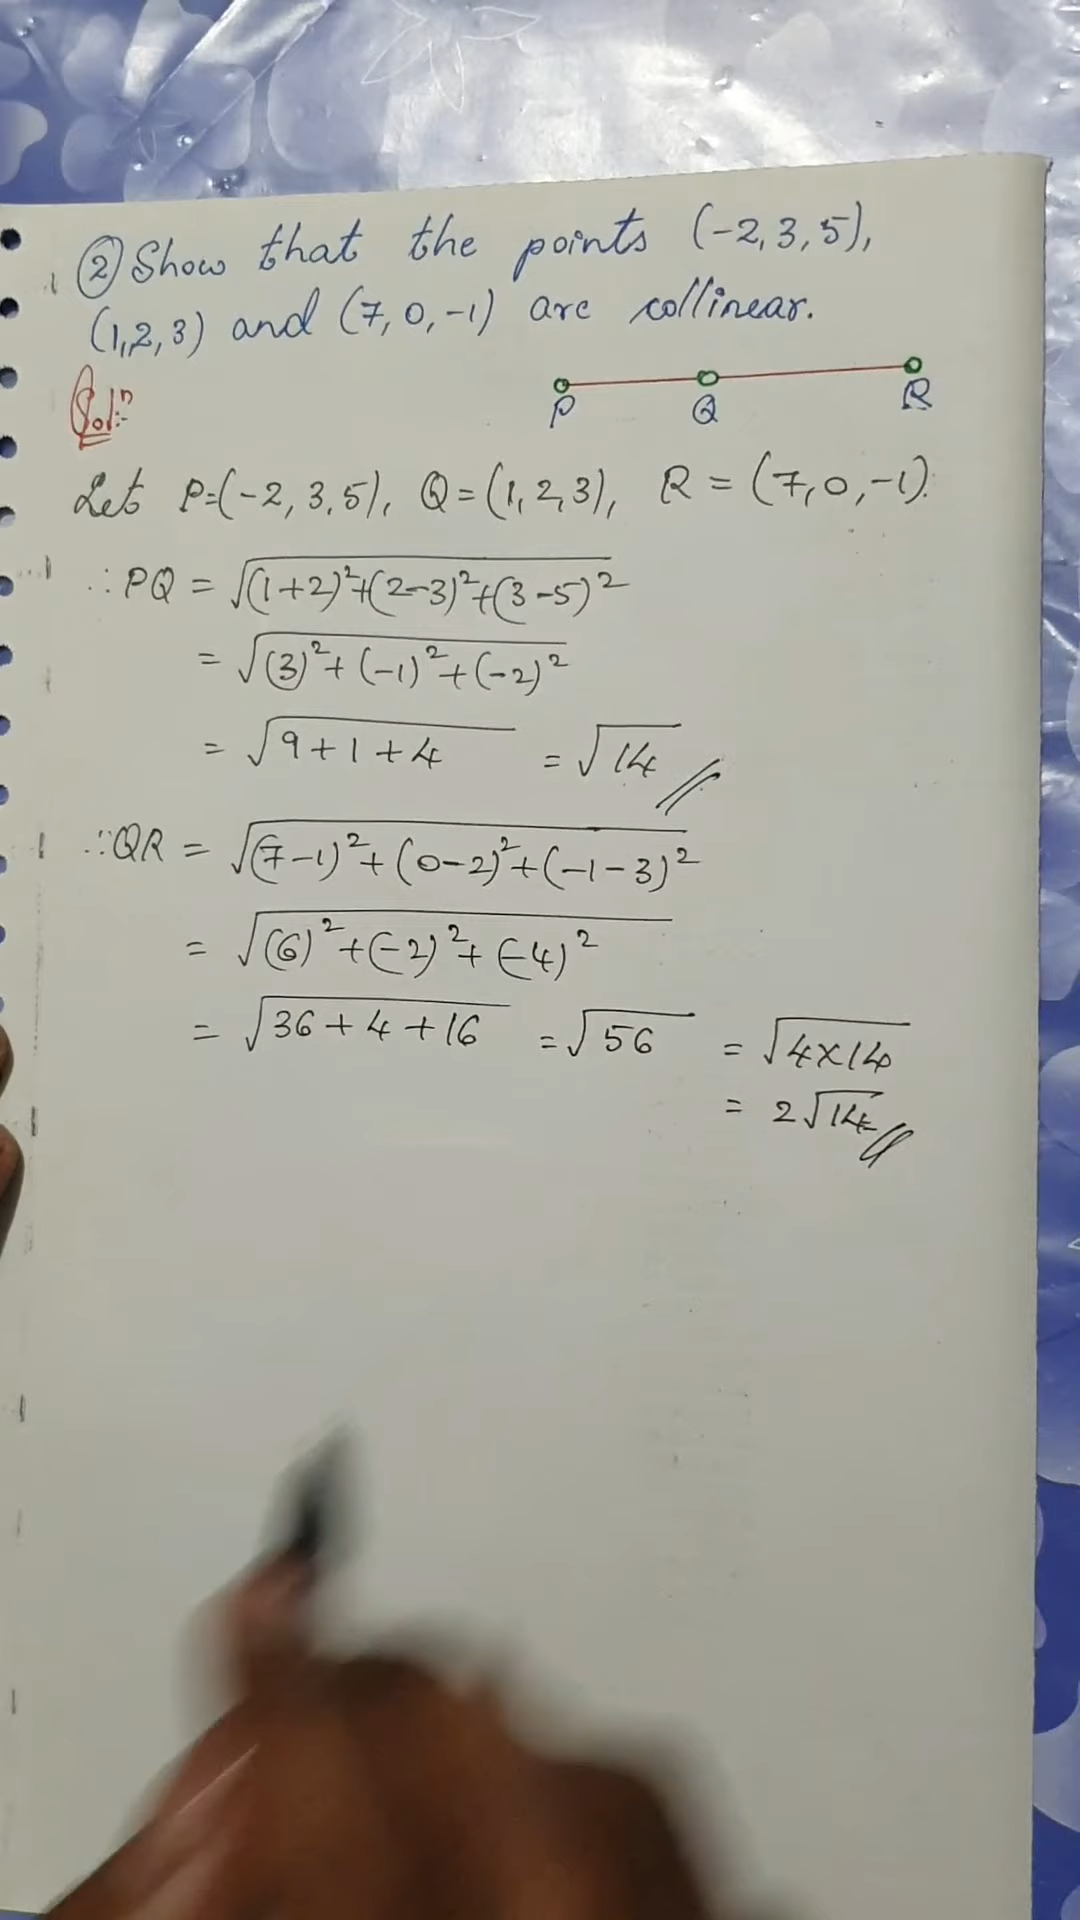 ② Show that the points (-2, 3, 5),
(1, 2, 3) and (7, 0, -1) are collinear.
Solⁿ:-
P Q R
Let P=(-2, 3, 5), Q=(1, 2, 3), R=(7, 0, -1).
∴ PQ = √((1+2)²+(2-3)²+(3-5)²)
= √((3)²+(-1)²+(-2)²)
= √(9+1+4) = √14 //
∴ QR = √((7-1)²+(0-2)²+(-1-3)²)
= √((6)²+(-2)²+(-4)²)
= √(36+4+16) = √56 = √(4×14)
= 2√14 //